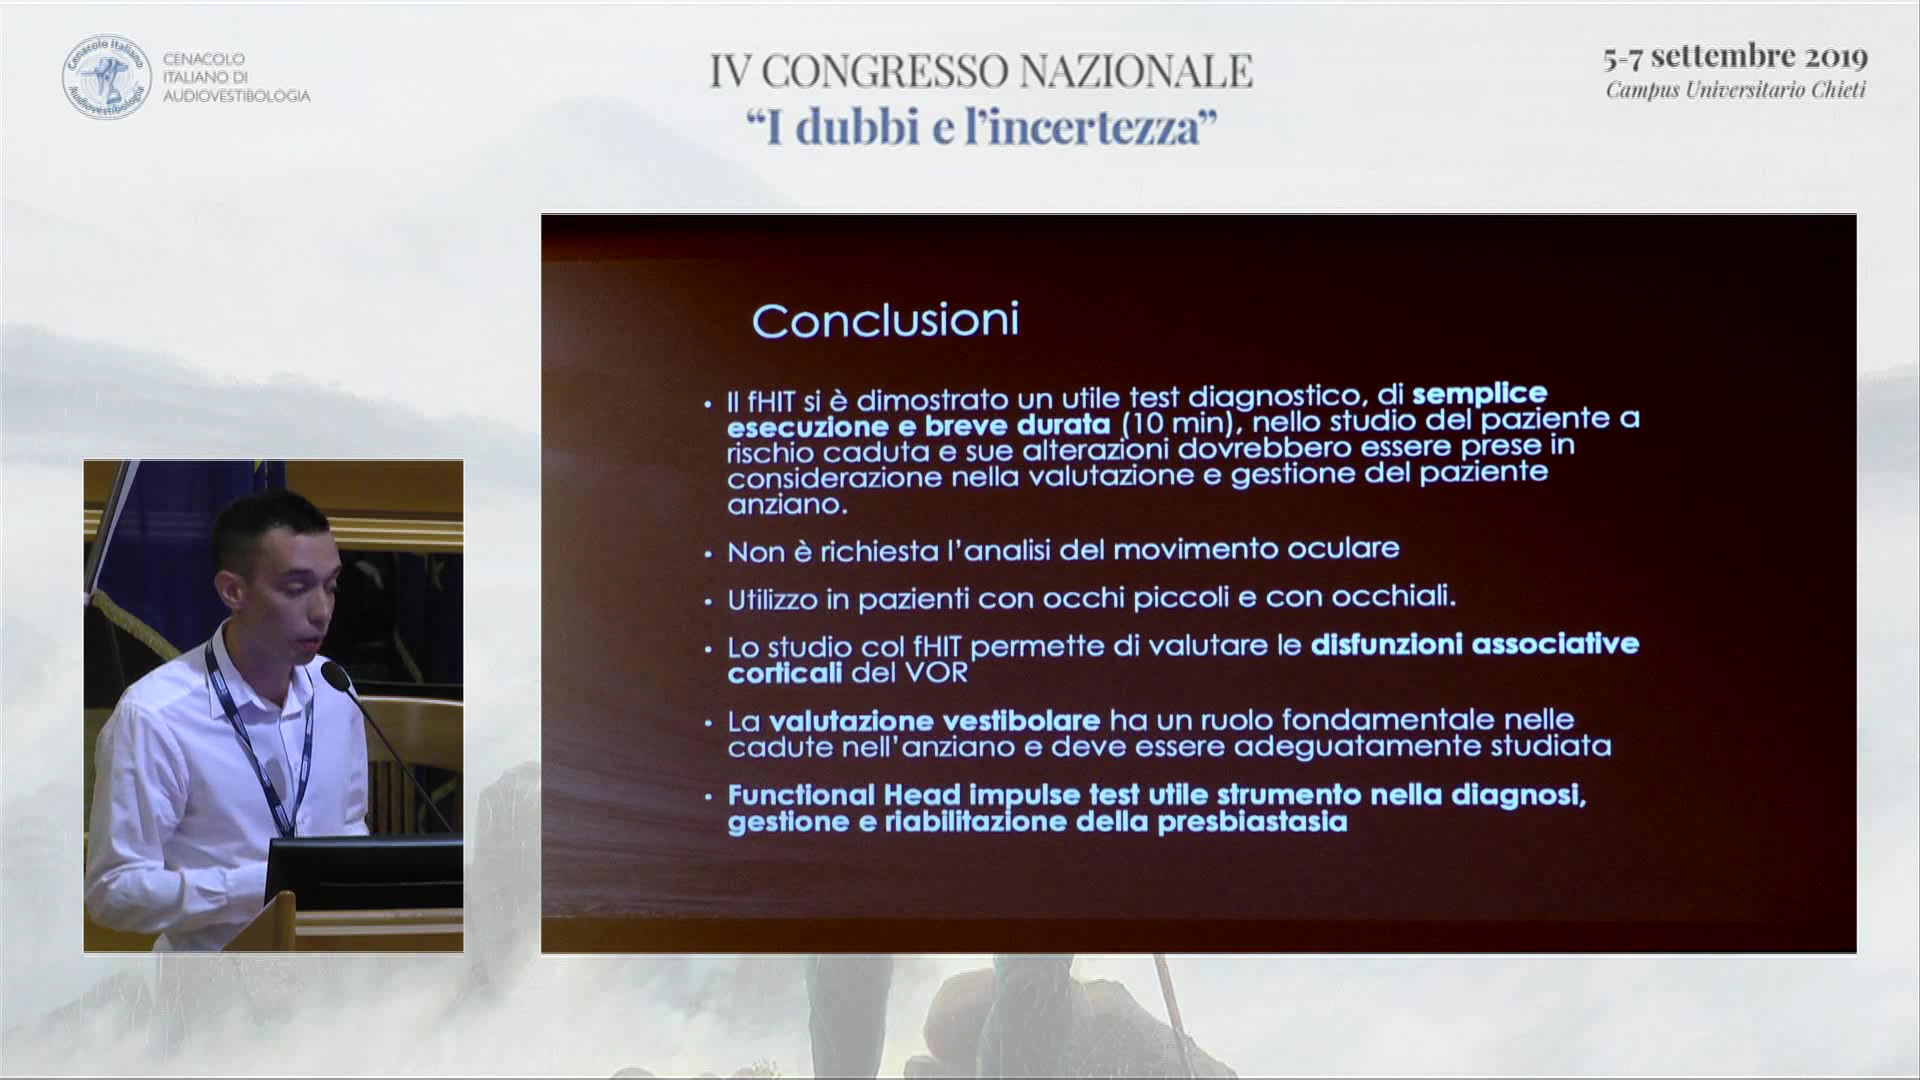 Cenacolo Italiano
Audiovestibologia
CENACOLO
ITALIANO DI
AUDIOVESTIBOLOGIA
IV CONGRESSO NAZIONALE
“I dubbi e l’incertezza”
5-7 settembre 2019
Campus Universitario Chieti
Conclusioni
• Il fHIT si è dimostrato un utile test diagnostico, di semplice
esecuzione e breve durata (10 min), nello studio del paziente a
rischio caduta e sue alterazioni dovrebbero essere prese in
considerazione nella valutazione e gestione del paziente
anziano.
• Non è richiesta l’analisi del movimento oculare
• Utilizzo in pazienti con occhi piccoli e con occhiali.
• Lo studio col fHIT permette di valutare le disfunzioni associative
corticali del VOR
• La valutazione vestibolare ha un ruolo fondamentale nelle
cadute nell’anziano e deve essere adeguatamente studiata
• Functional Head impulse test utile strumento nella diagnosi,
gestione e riabilitazione della presbiastasia